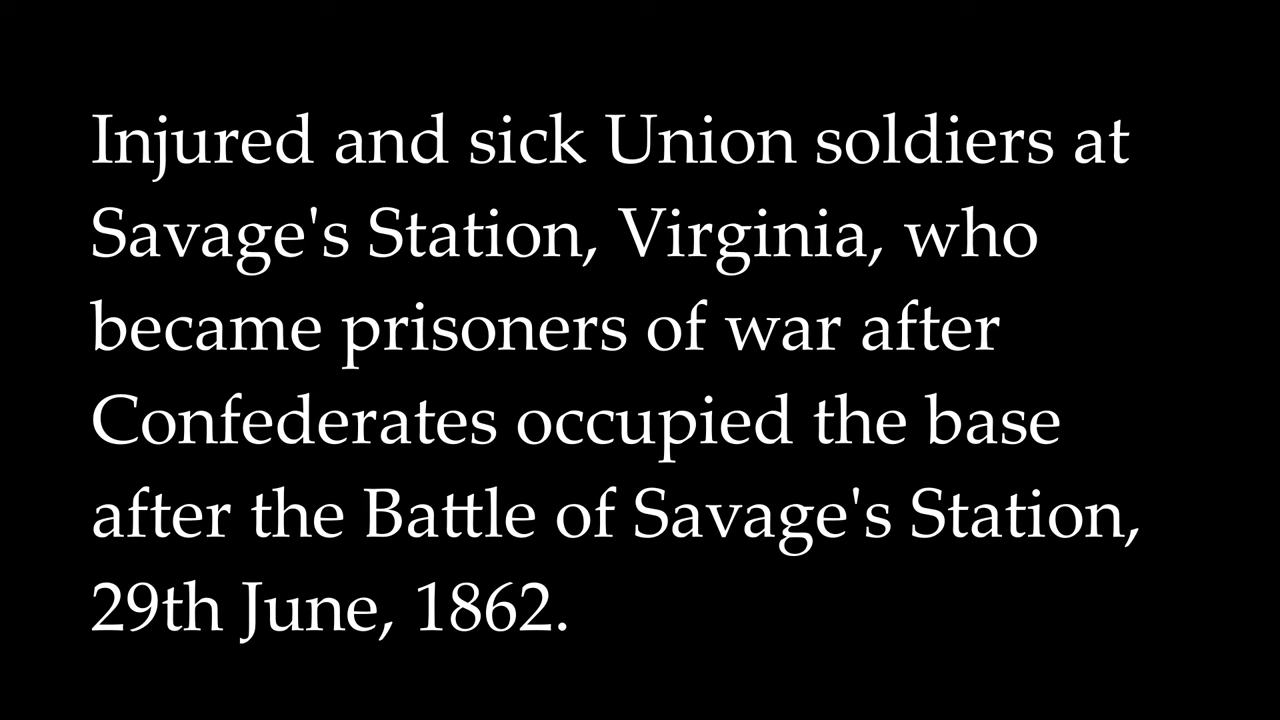 Injured and sick Union soldiers at
Savage's Station, Virginia, who
became prisoners of war after
Confederates occupied the base
after the Battle of Savage's Station,
29th June, 1862.